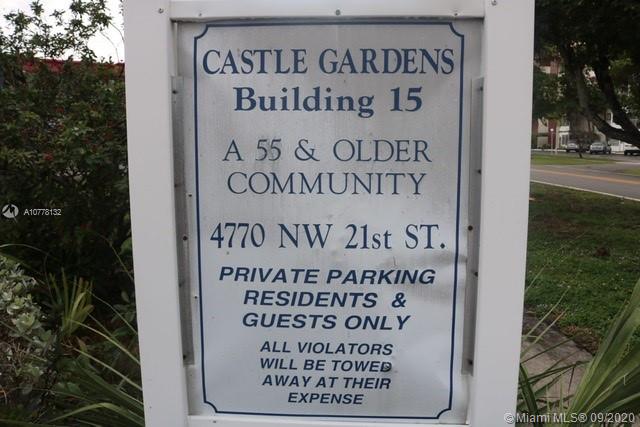 CASTLE GARDENS
Building 15
A 55 & OLDER
COMMUNITY
4770 NW 21st ST.
PRIVATE PARKING
RESIDENTS &
GUESTS ONLY
ALL VIOLATORS
WILL BE TOWED
AWAY AT THEIR
EXPENSE
A10778132
©Miami MLS® 09/2020